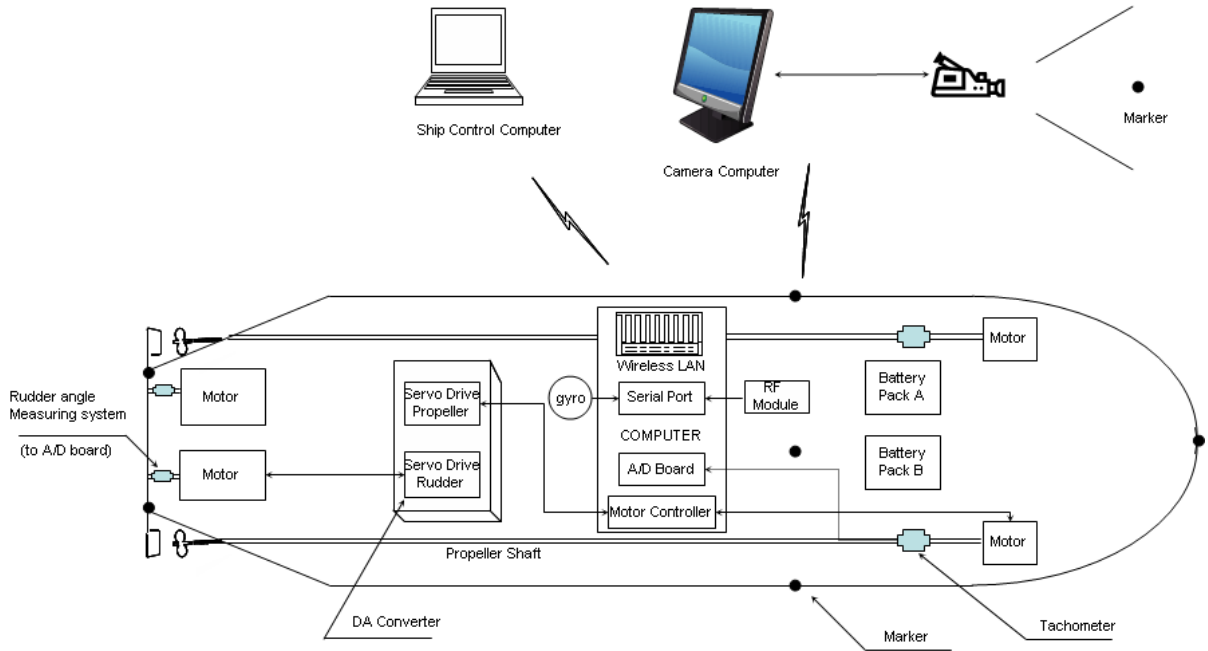 Ship Control Computer
Camera Computer
Marker
Wireless LAN
Motor
Rudder angle
Measuring system
(to A/D board)
Motor
Servo Drive
Propeller
gyro
Serial Port
RF
Module
Battery
Pack A
COMPUTER
Motor
Servo Drive
Rudder
A/D Board
Battery
Pack B
Motor Controller
Motor
Propeller Shaft
DA Converter
Marker
Tachometer